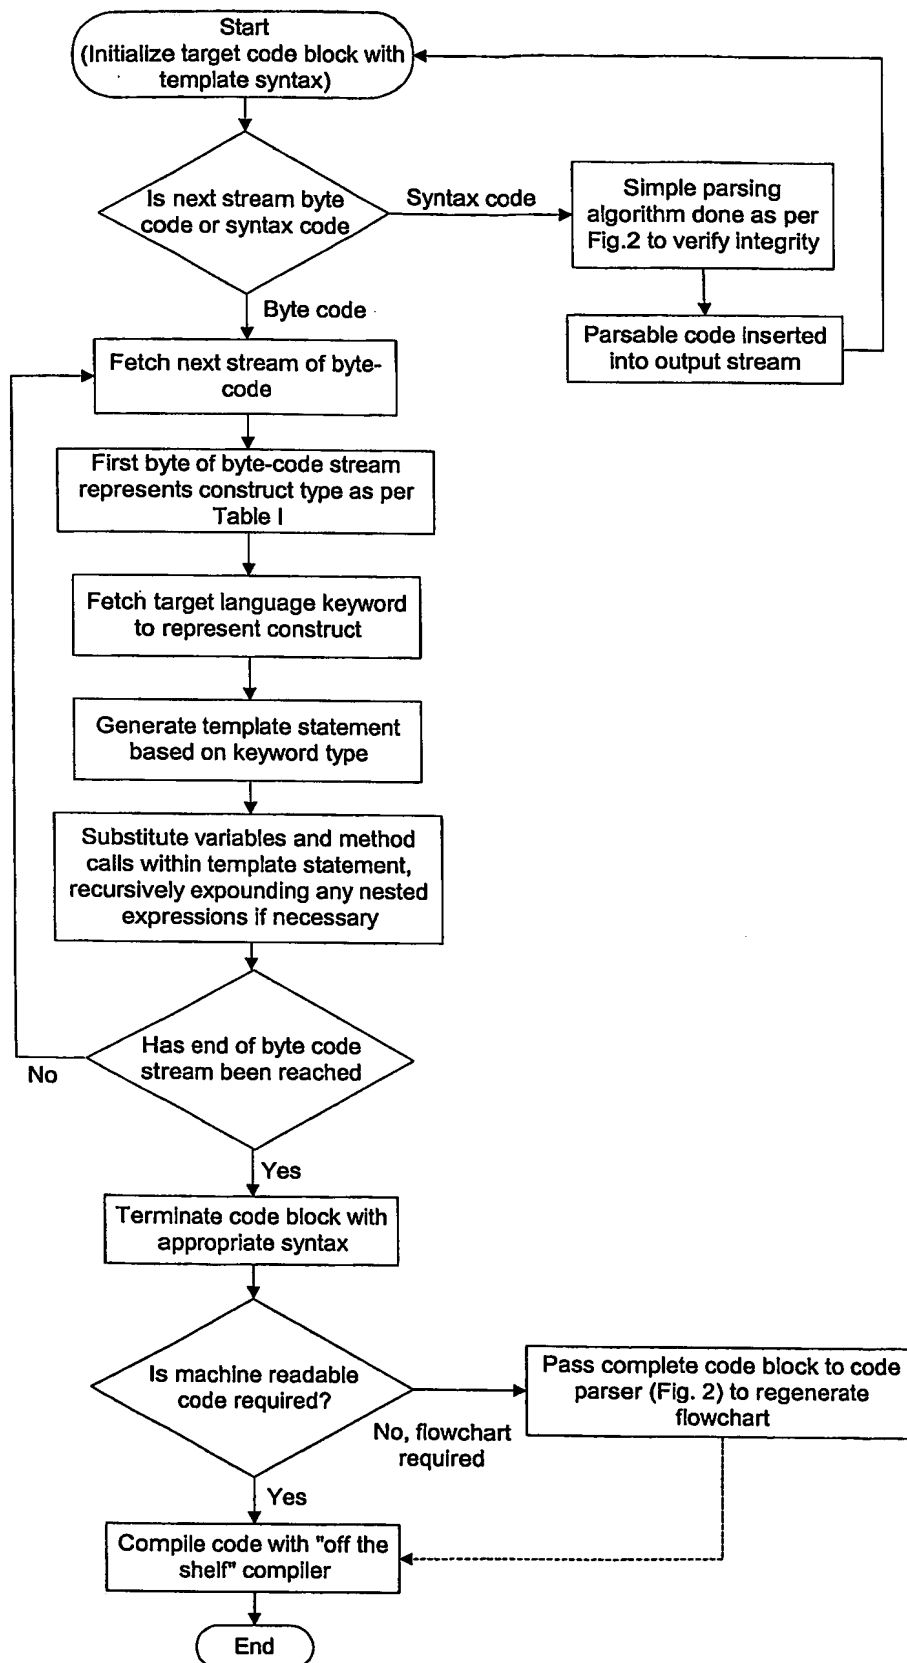 Start
(Initialize target code block with
template syntax)
Is next stream byte
code or syntax code
Syntax code
Simple parsing
algorithm done as per
Fig.2 to verify integrity
Byte code
Parsable code inserted
into output stream
Fetch next stream of byte-
code
First byte of byte-code stream
represents construct type as per
Table I
Fetch target language keyword
to represent construct
Generate template statement
based on keyword type
Substitute variables and method
calls within template statement,
recursively expounding any nested
expressions if necessary
Has end of byte code
stream been reached
No
Yes
Terminate code block with
appropriate syntax
Is machine readable
code required?
No, flowchart
required
Pass complete code block to code
parser (Fig. 2) to regenerate
flowchart
Yes
Compile code with "off the
shelf" compiler
End